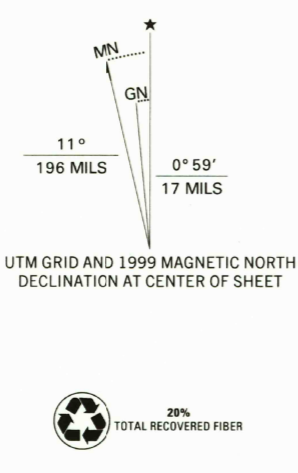 ★
MN
GN
11°
196 MILS
0° 59′
17 MILS
UTM GRID AND 1999 MAGNETIC NORTH
DECLINATION AT CENTER OF SHEET
20%
TOTAL RECOVERED FIBER